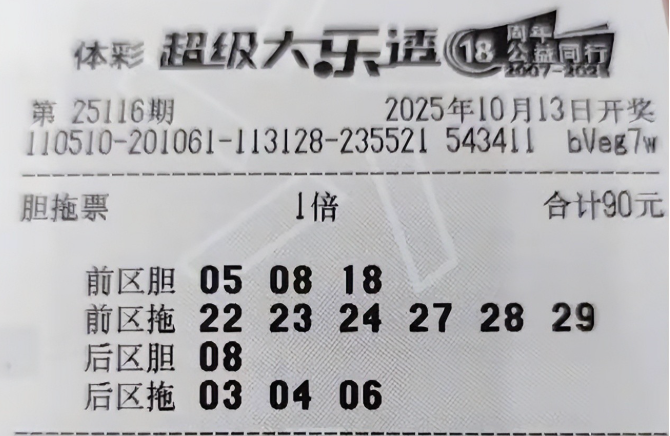 体彩 超级大乐透 18 周年 公益同行
第 25116期 2025年10月13日开奖
110510-201061-113128-235521 543411 bVeg7w
胆拖票 1倍 合计90元
前区胆 05 08 18
前区拖 22 23 24 27 28 29
后区胆 08
后区拖 03 04 06